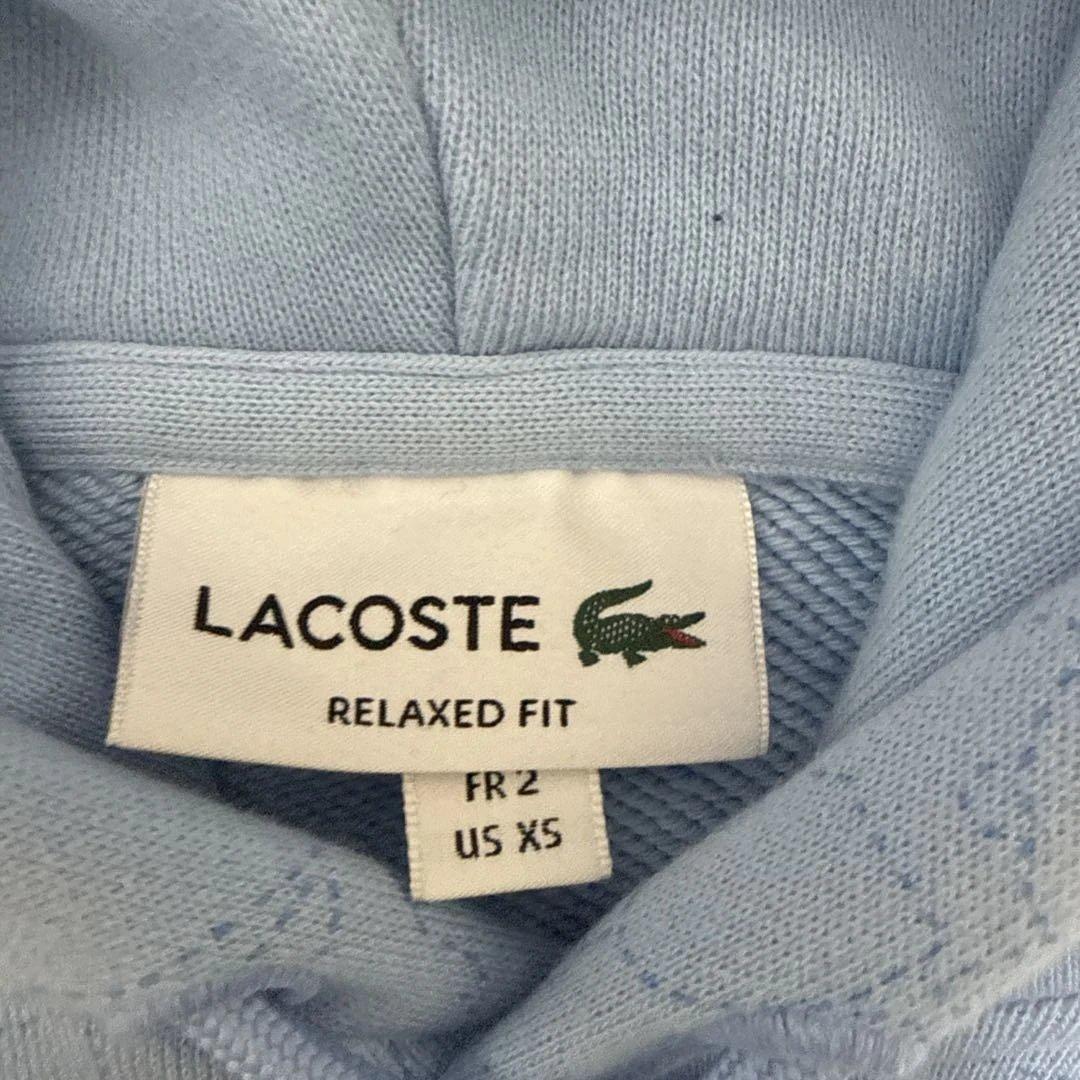 LACOSTE
RELAXED FIT
FR 2
US XS